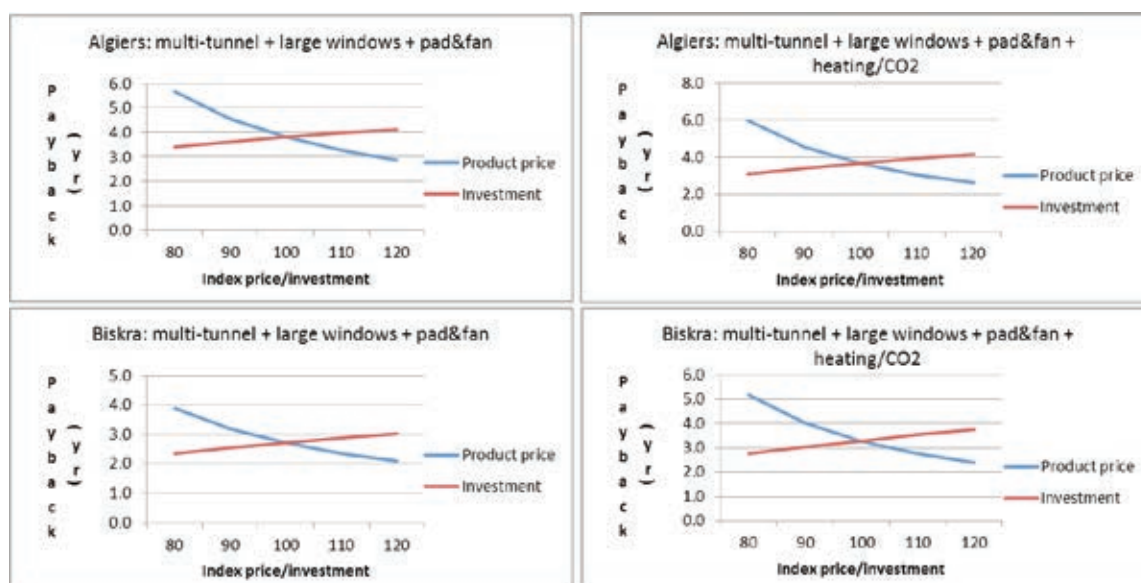 Algiers: multi-tunnel + large windows + pad&fan
Payback (yr)
6.0
5.0
4.0
3.0
2.0
1.0
0.0
80 90 100 110 120
Index price/investment
Product price
Investment
Algiers: multi-tunnel + large windows + pad&fan +
heating/CO2
Payback (yr)
8.0
6.0
4.0
2.0
0.0
80 90 100 110 120
Index price/investment
Product price
Investment
Biskra: multi-tunnel + large windows + pad&fan
Payback (yr)
5.0
4.0
3.0
2.0
1.0
0.0
80 90 100 110 120
Index price/investment
Product price
Investment
Biskra: multi-tunnel + large windows + pad&fan +
heating/CO2
Payback (yr)
6.0
5.0
4.0
3.0
2.0
1.0
0.0
80 90 100 110 120
Index price/investment
Product price
Investment